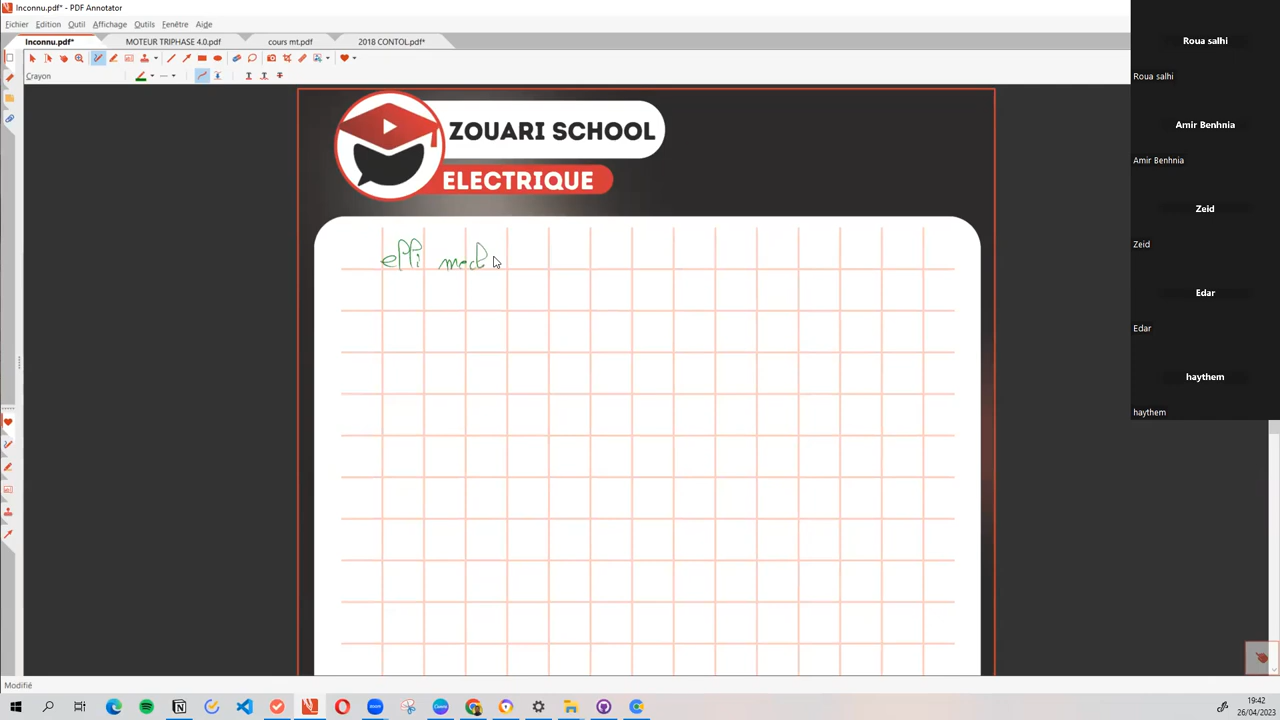 Inconnu.pdf* - PDF Annotator
Fichier Edition Outil Affichage Outils Fenêtre Aide
Inconnu.pdf* MOTEUR TRIPHASE 4.0.pdf cours mt.pdf 2018 CONTOL.pdf*
Crayon
ZOUARI SCHOOL
ELECTRIQUE
Roua salhi
Roua salhi
Amir Benhnia
Amir Benhnia
Zeid
Zeid
Edar
Edar
haythem
haythem
Modifié
19:42
26/04/2023